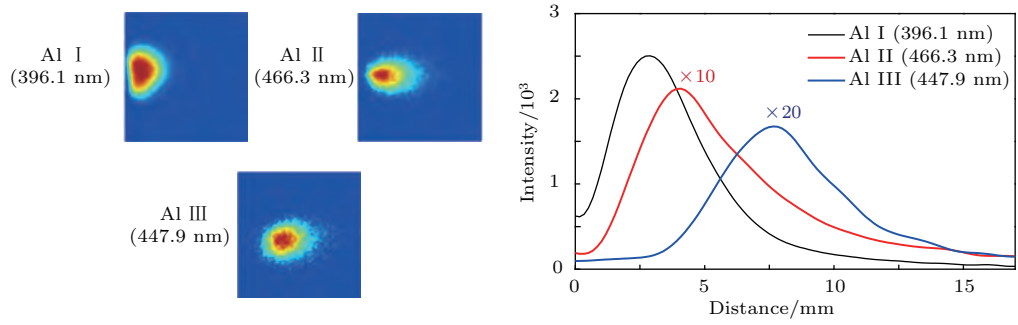 Al Ⅰ
(396.1 nm)
Al Ⅱ
(466.3 nm)
Al Ⅲ
(447.9 nm)
Al Ⅰ (396.1 nm)
Al Ⅱ (466.3 nm)
Al Ⅲ (447.9 nm)
×10
×20
Intensity/10³
3
2
1
0
0 5 10 15
Distance/mm